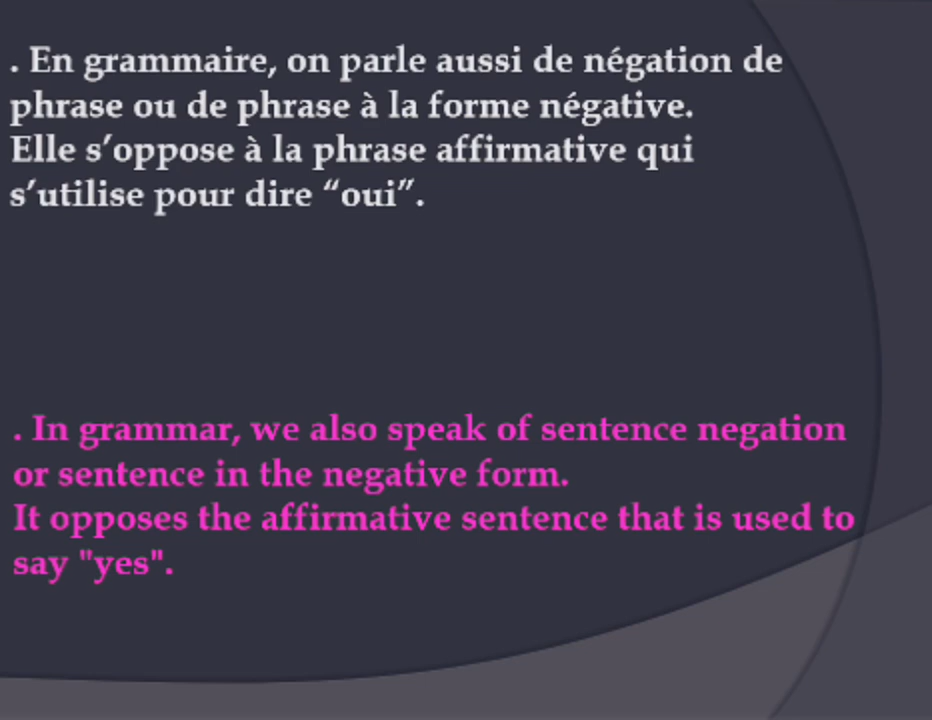 . En grammaire, on parle aussi de négation de
phrase ou de phrase à la forme négative.
Elle s’oppose à la phrase affirmative qui
s’utilise pour dire “oui”.
. In grammar, we also speak of sentence negation
or sentence in the negative form.
It opposes the affirmative sentence that is used to
say "yes".